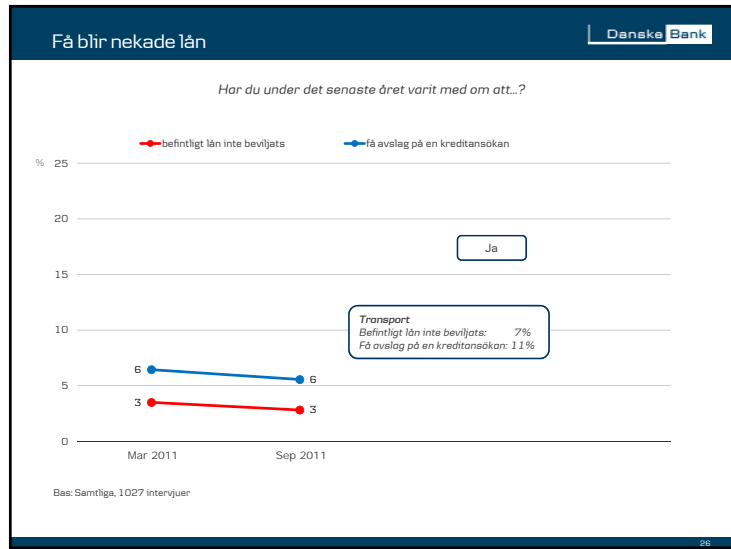 Få blir nekade lån
Danske Bank
Har du under det senaste året varit med om att...?
befintligt lån inte beviljats
få avslag på en kreditansökan
%
25
20
Ja
15
Transport
Befintligt lån inte beviljats: 7%
Få avslag på en kreditansökan: 11%
10
6
6
5
3
3
0
Mar 2011
Sep 2011
Bas: Samtliga, 1027 intervjuer
26